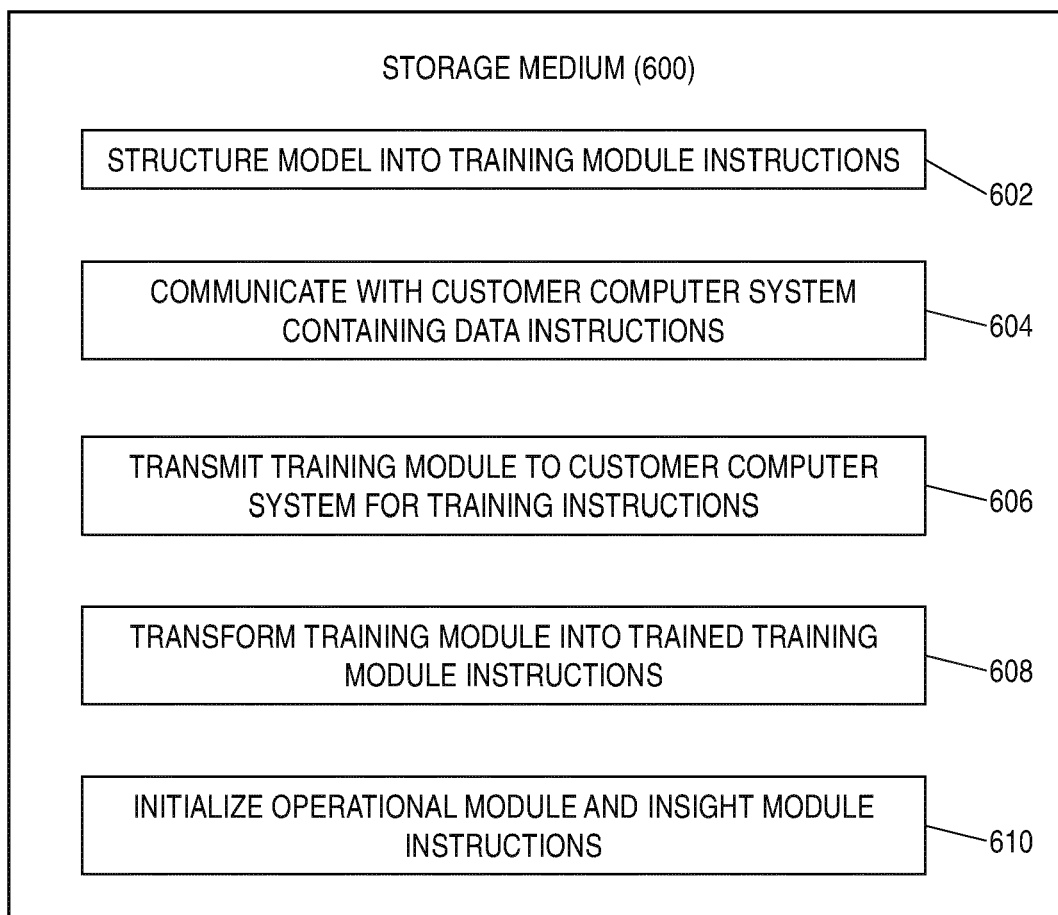 STORAGE MEDIUM (600)
STRUCTURE MODEL INTO TRAINING MODULE INSTRUCTIONS
602
COMMUNICATE WITH CUSTOMER COMPUTER SYSTEM
CONTAINING DATA INSTRUCTIONS
604
TRANSMIT TRAINING MODULE TO CUSTOMER COMPUTER
SYSTEM FOR TRAINING INSTRUCTIONS
606
TRANSFORM TRAINING MODULE INTO TRAINED TRAINING
MODULE INSTRUCTIONS
608
INITIALIZE OPERATIONAL MODULE AND INSIGHT MODULE
INSTRUCTIONS
610